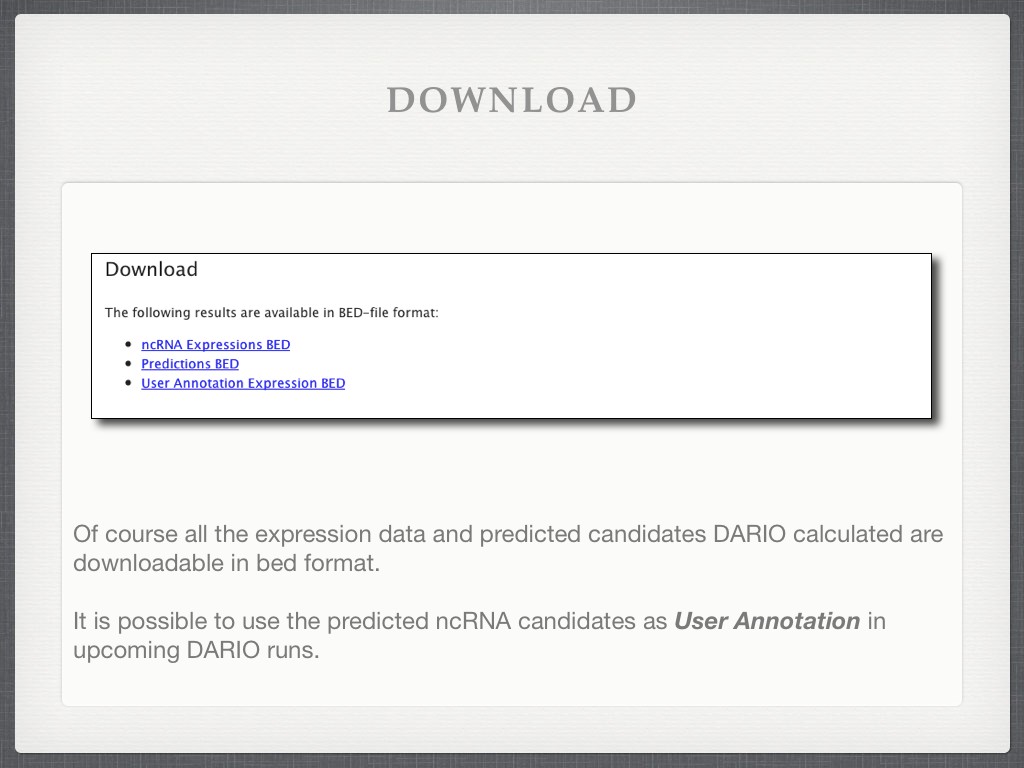 DOWNLOAD
Download
The following results are available in BED-file format:
• ncRNA Expressions BED
• Predictions BED
• User Annotation Expression BED
Of course all the expression data and predicted candidates DARIO calculated are
downloadable in bed format.
It is possible to use the predicted ncRNA candidates as User Annotation in
upcoming DARIO runs.